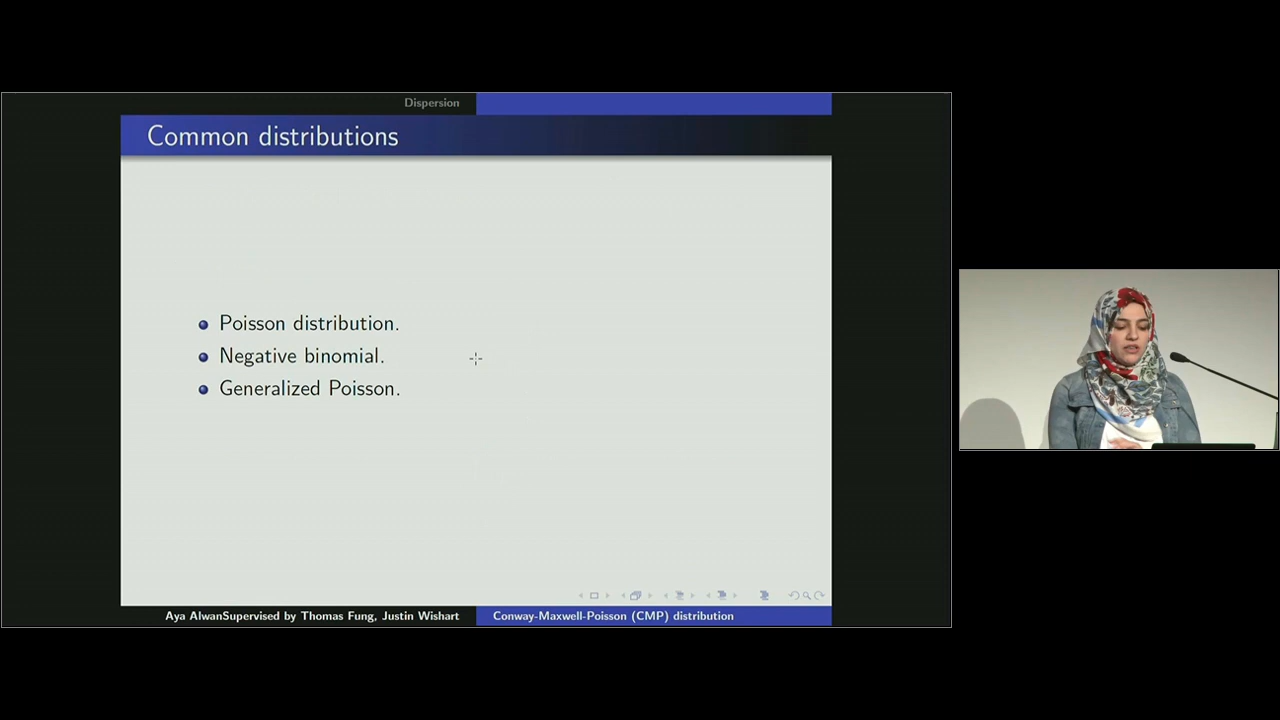 Dispersion
Common distributions
Poisson distribution.
Negative binomial.
Generalized Poisson.
Aya AlwanSupervised by Thomas Fung, Justin Wishart
Conway-Maxwell-Poisson (CMP) distribution